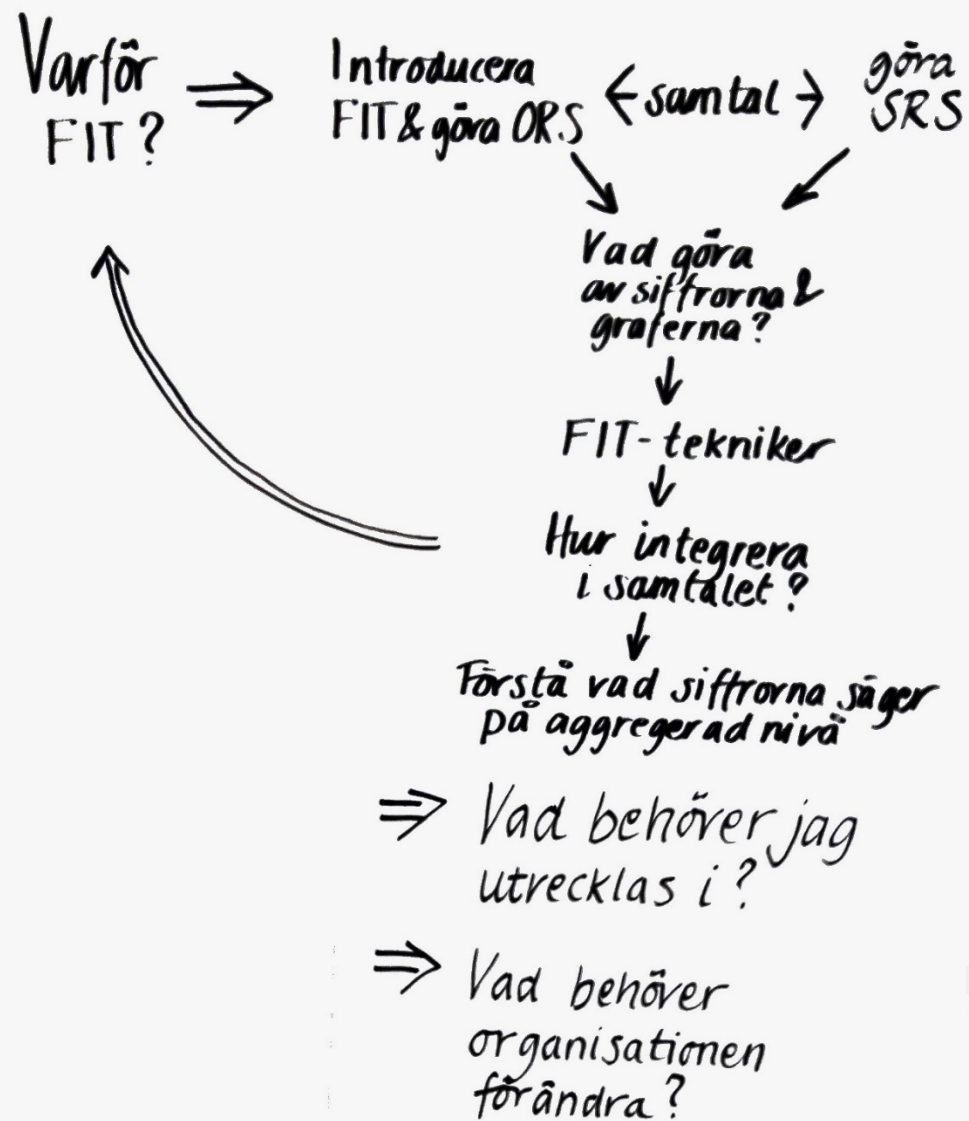 Varför
FIT?
Introducera
FIT & göra ORS
samtal
göra
SRS
Vad göra
av siffrorna &
graferna?
FIT-tekniker
Hur integrera
i samtalet?
Förstå vad siffrorna säger
på aggregerad nivå
Vad behöver jag
utvecklas i?
Vad behöver
organisationen
förändra?